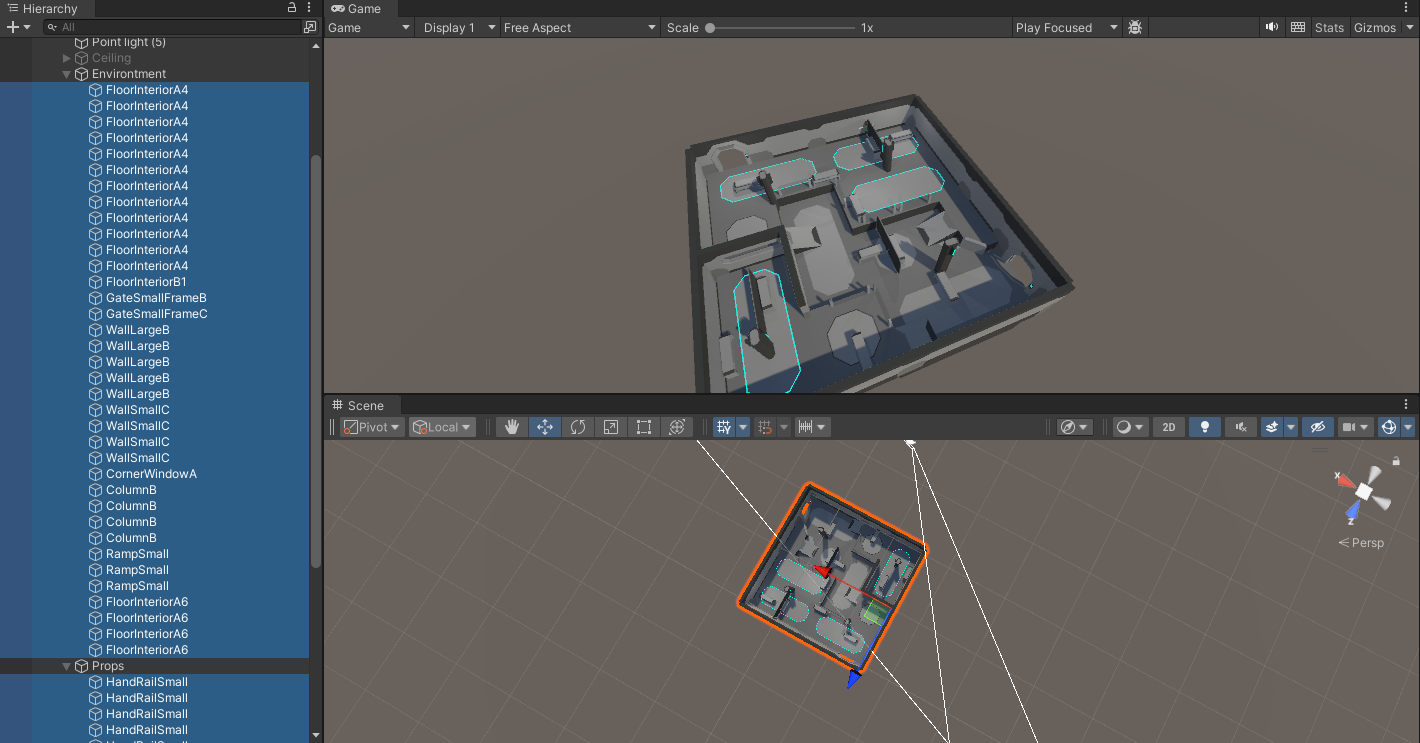 Hierarchy
All
Point light (5)
Ceiling
Environtment
FloorInteriorA4
FloorInteriorA4
FloorInteriorA4
FloorInteriorA4
FloorInteriorA4
FloorInteriorA4
FloorInteriorA4
FloorInteriorA4
FloorInteriorA4
FloorInteriorA4
FloorInteriorA4
FloorInteriorA4
FloorInteriorB1
GateSmallFrameB
GateSmallFrameC
WallLargeB
WallLargeB
WallLargeB
WallLargeB
WallLargeB
WallSmallC
WallSmallC
WallSmallC
WallSmallC
CornerWindowA
ColumnB
ColumnB
ColumnB
ColumnB
RampSmall
RampSmall
RampSmall
FloorInteriorA6
FloorInteriorA6
FloorInteriorA6
FloorInteriorA6
Props
HandRailSmall
HandRailSmall
HandRailSmall
HandRailSmall
HandRailSmall
Game
Game Display 1 Free Aspect Scale 1x Play Focused Stats Gizmos
Scene
Pivot Local 2D
x
z
Persp